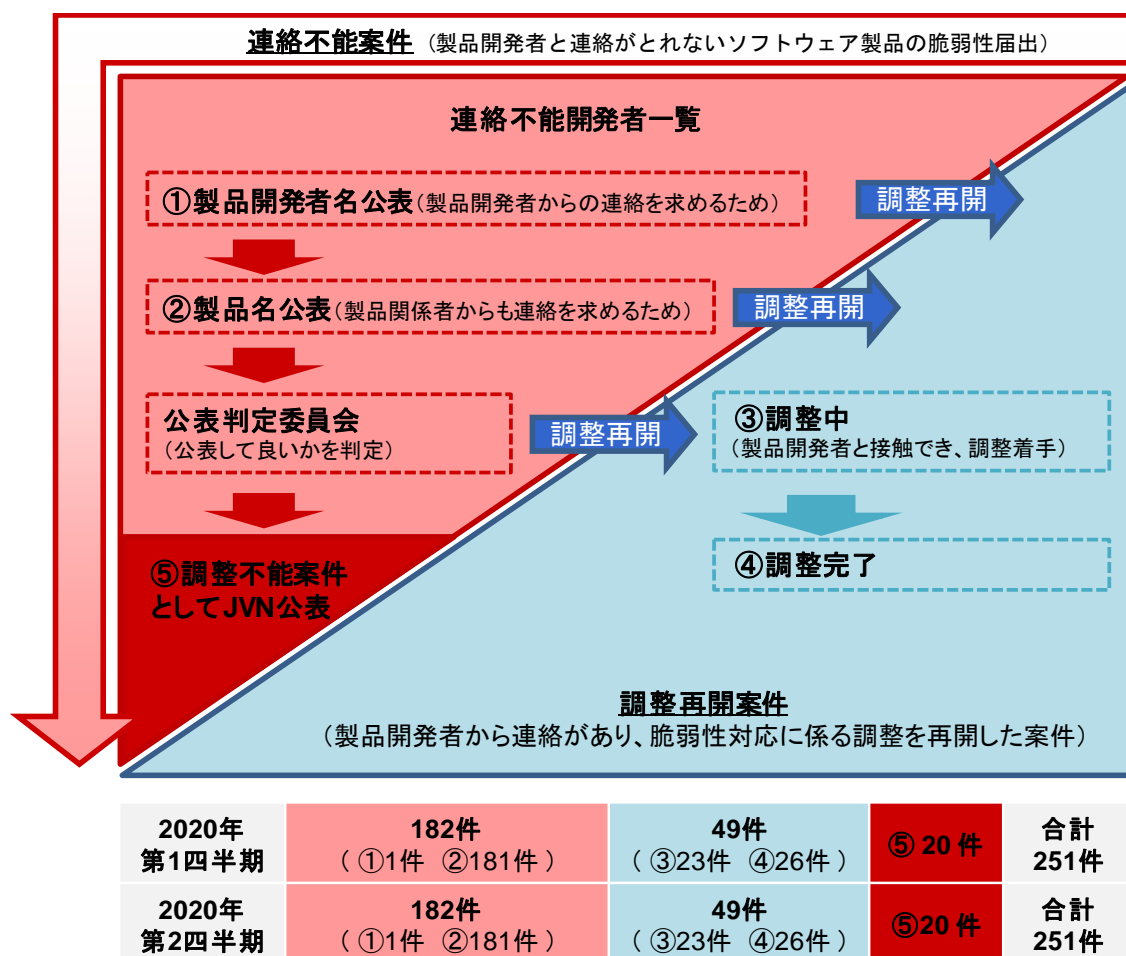 連絡不能案件（製品開発者と連絡がとれないソフトウェア製品の脆弱性届出）
連絡不能開発者一覧
①製品開発者名公表（製品開発者からの連絡を求めるため）
調整再開
②製品名公表（製品関係者からも連絡を求めるため）
調整再開
公表判定委員会
（公表して良いかを判定）
調整再開
③調整中
（製品開発者と接触でき、調整着手）
④調整完了
⑤調整不能案件
としてJVN公表
調整再開案件
（製品開発者から連絡があり、脆弱性対応に係る調整を再開した案件）
2020年
第1四半期
182件
（ ①1件 ②181件 ）
49件
（ ③23件 ④26件 ）
⑤ 20 件
合計
251件
2020年
第2四半期
182件
（ ①1件 ②181件 ）
49件
（ ③23件 ④26件 ）
⑤20 件
合計
251件